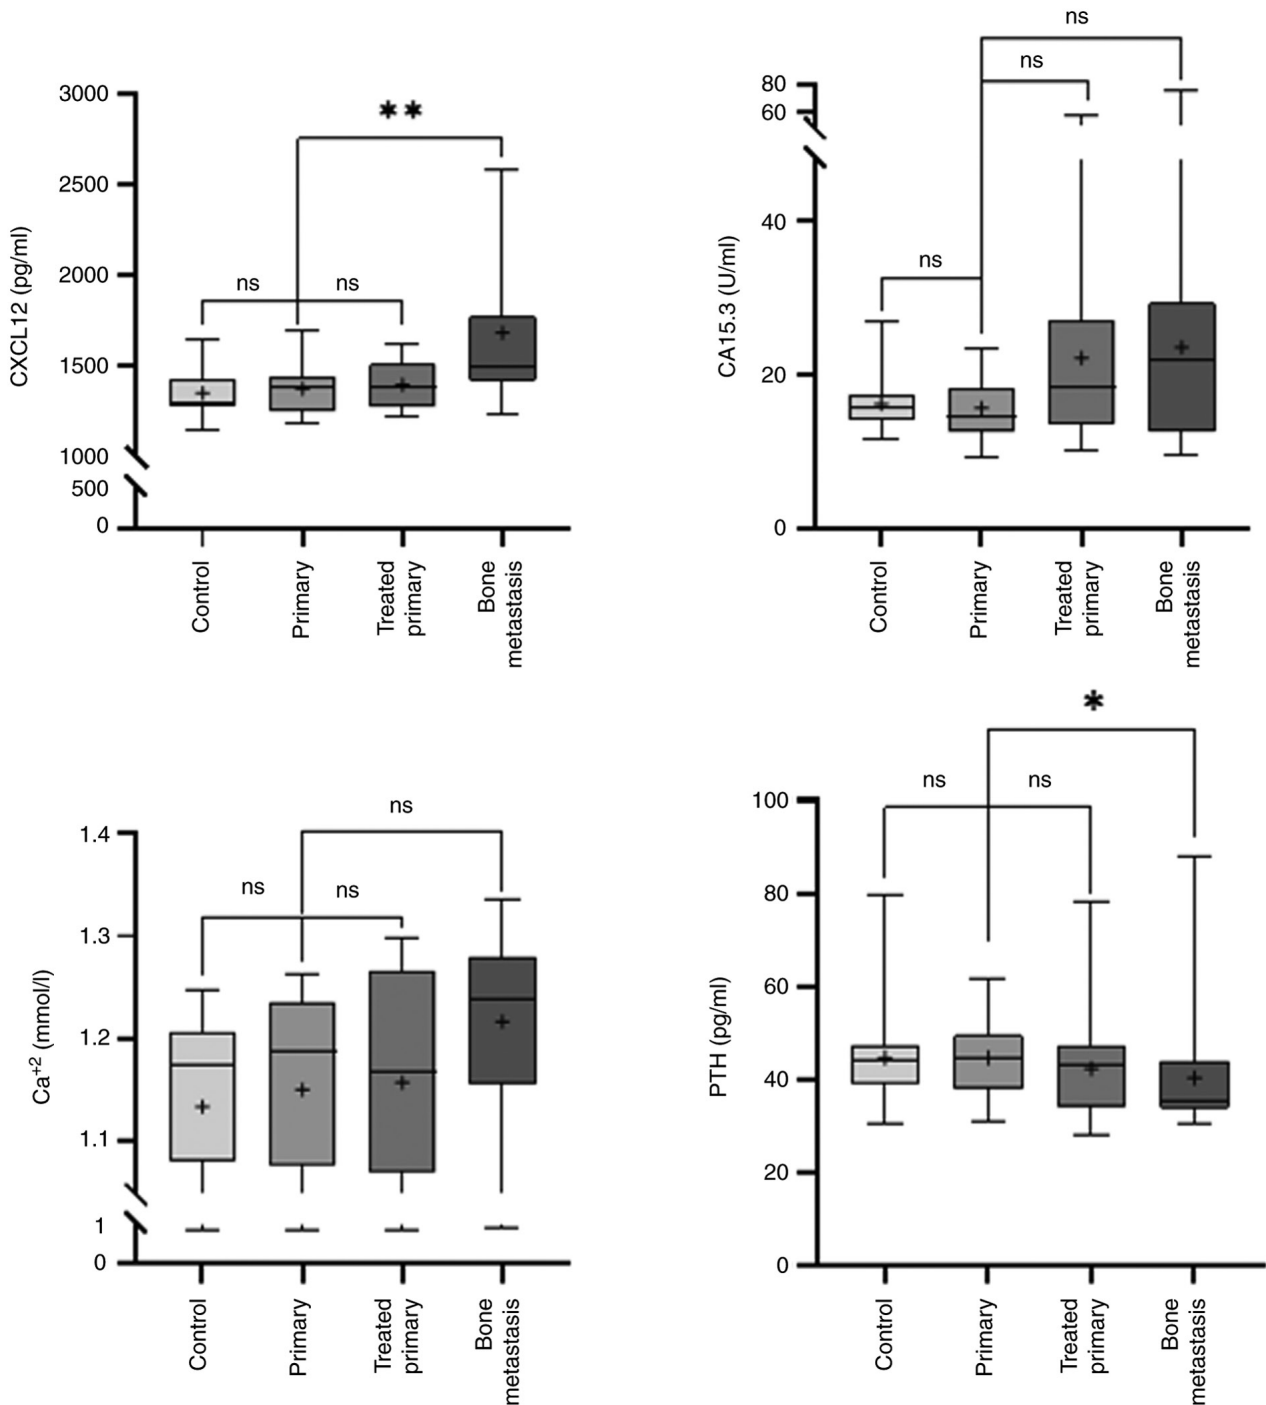 CXCL12 (pg/ml)
3000
2500
2000
1500
1000
500
0
**
ns
ns
Control
Primary
Treated
primary
Bone
metastasis
CA15.3 (U/ml)
80
60
40
20
0
ns
ns
ns
Control
Primary
Treated
primary
Bone
metastasis
Ca+2 (mmol/l)
1.4
1.3
1.2
1.1
1
0
ns
ns
ns
Control
Primary
Treated
primary
Bone
metastasis
PTH (pg/ml)
100
80
60
40
20
0
*
ns
ns
Control
Primary
Treated
primary
Bone
metastasis